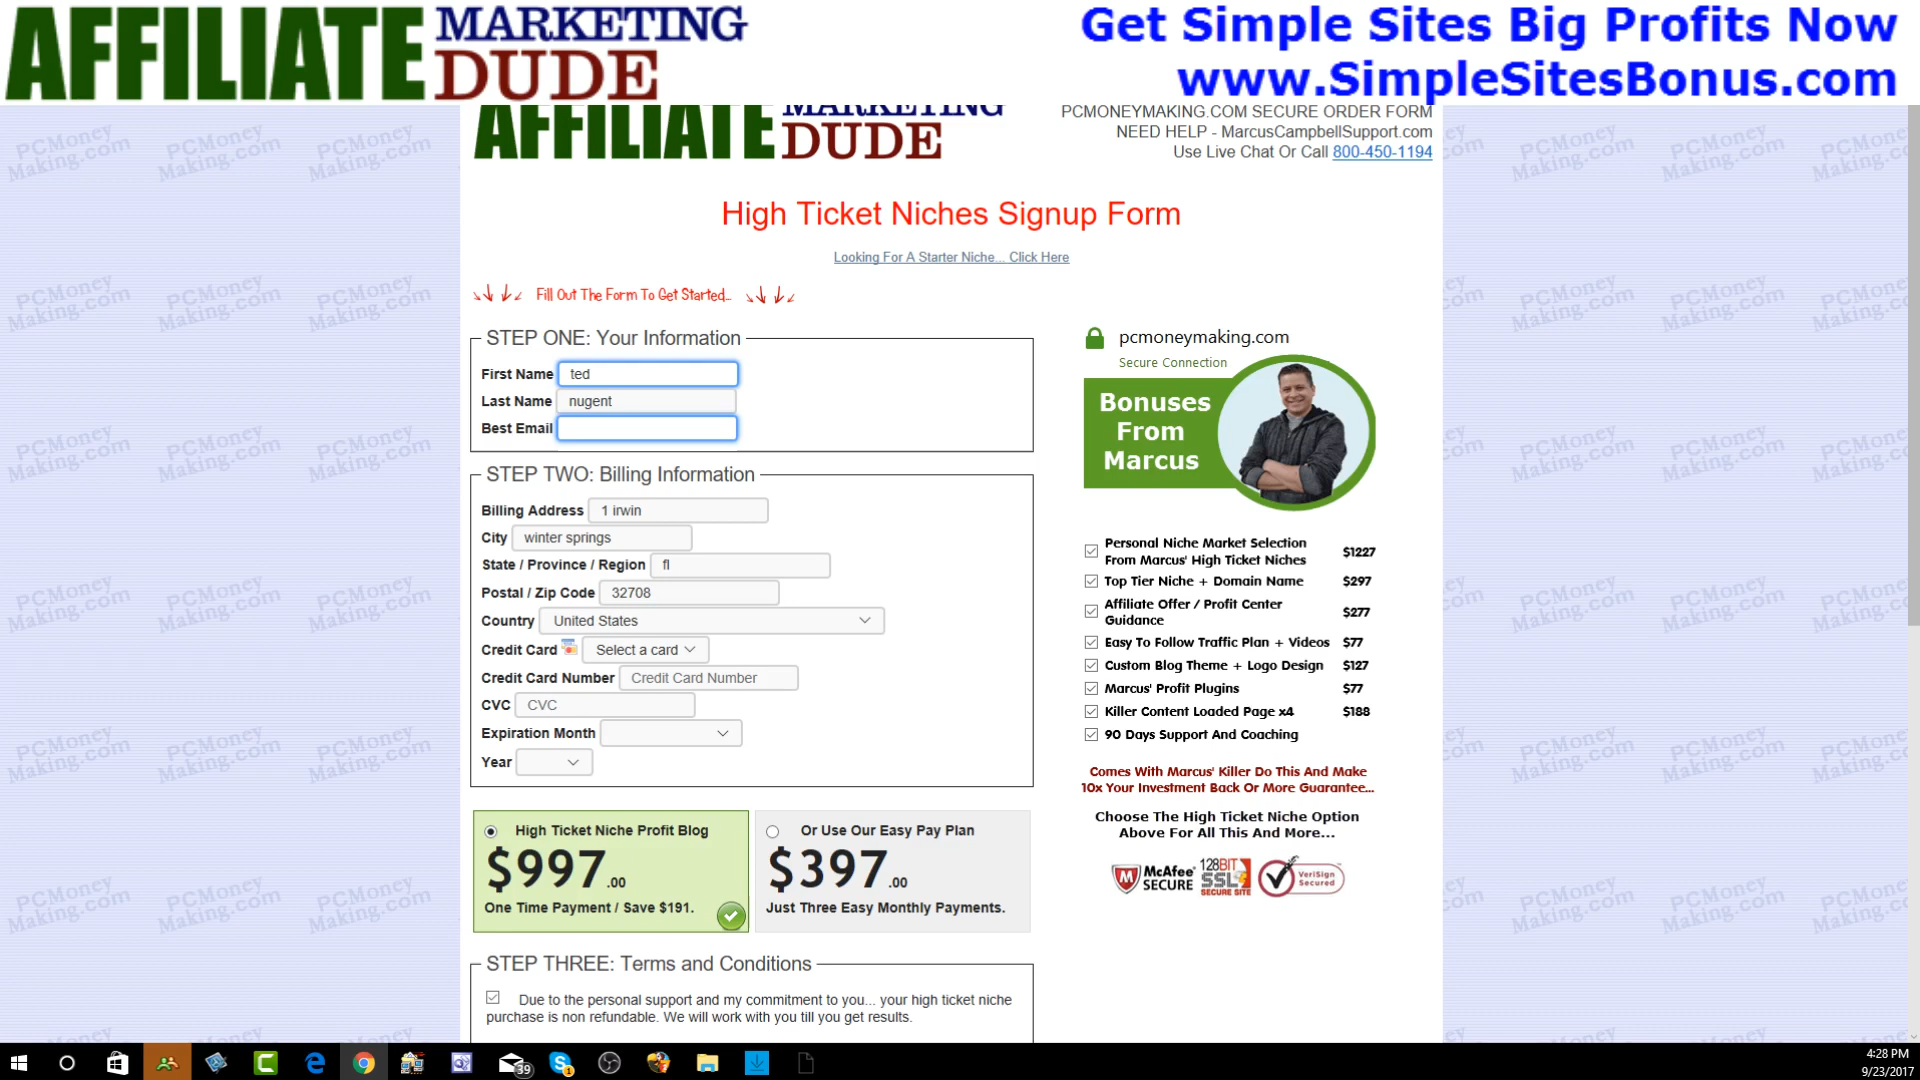 AFFILIATE MARKETING DUDE
Get Simple Sites Big Profits Now
www.SimpleSitesBonus.com
AFFILIATE MARKETING DUDE
PCMONEYMAKING.COM SECURE ORDER FORM
NEED HELP - MarcusCampbellSupport.com
Use Live Chat Or Call 800-450-1194
High Ticket Niches Signup Form
Looking For A Starter Niche... Click Here
Fill Out The Form To Get Started...
STEP ONE: Your Information
First Name ted
Last Name nugent
Best Email
STEP TWO: Billing Information
Billing Address 1 irwin
City winter springs
State / Province / Region fl
Postal / Zip Code 32708
Country United States
Credit Card Select a card
Credit Card Number Credit Card Number
CVC CVC
Expiration Month
Year
High Ticket Niche Profit Blog
$997.00
One Time Payment / Save $191.
Or Use Our Easy Pay Plan
$397.00
Just Three Easy Monthly Payments.
STEP THREE: Terms and Conditions
Due to the personal support and my commitment to you... your high ticket niche
purchase is non refundable. We will work with you till you get results.
pcmoneymaking.com
Secure Connection
Bonuses
From
Marcus
Personal Niche Market Selection
From Marcus' High Ticket Niches $1227
Top Tier Niche + Domain Name $297
Affiliate Offer / Profit Center
Guidance $277
Easy To Follow Traffic Plan + Videos $77
Custom Blog Theme + Logo Design $127
Marcus' Profit Plugins $77
Killer Content Loaded Page x4 $188
90 Days Support And Coaching
Comes With Marcus' Killer Do This And Make
10x Your Investment Back Or More Guarantee...
Choose The High Ticket Niche Option
Above For All This And More...
McAfee SECURE
128BIT SSL SECURE SITE
VeriSign Secured
PCMoney
Making.com
39
1
4:28 PM
9/23/2017